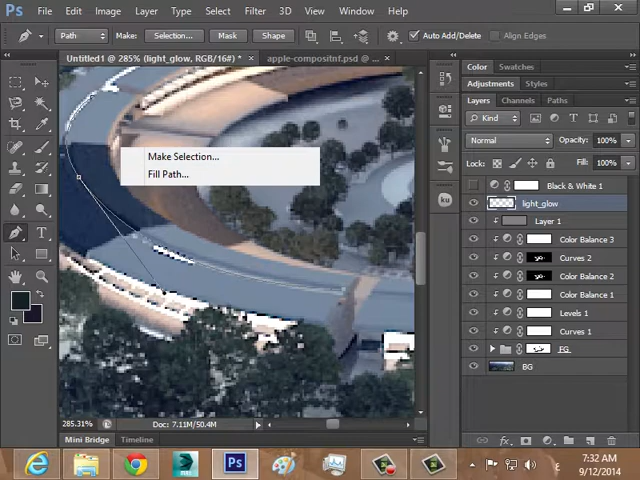 Ps File Edit Image Layer Type Select Filter 3D View Window Help
Path Make: Selection... Mask Shape Auto Add/Delete Align Edges
Untitled1 @ 285% (light_glow, RGB/16#) * × apple-compositnf.psd @ ... ×
Color Swatches
Adjustments Styles
Layers Channels Paths
Kind
Normal Opacity: 100%
Lock: Fill: 100%
Black & White 1
light_glow
Layer 1
Color Balance 3
Curves 2
Color Balance 2
Color Balance 1
Levels 1
Curves 1
FG
BG
Make Selection...
Fill Path...
T
ku
285.31% Doc: 7.11M/50.4M
Mini Bridge Timeline
fx
Ps
7:32 AM
9/12/2014